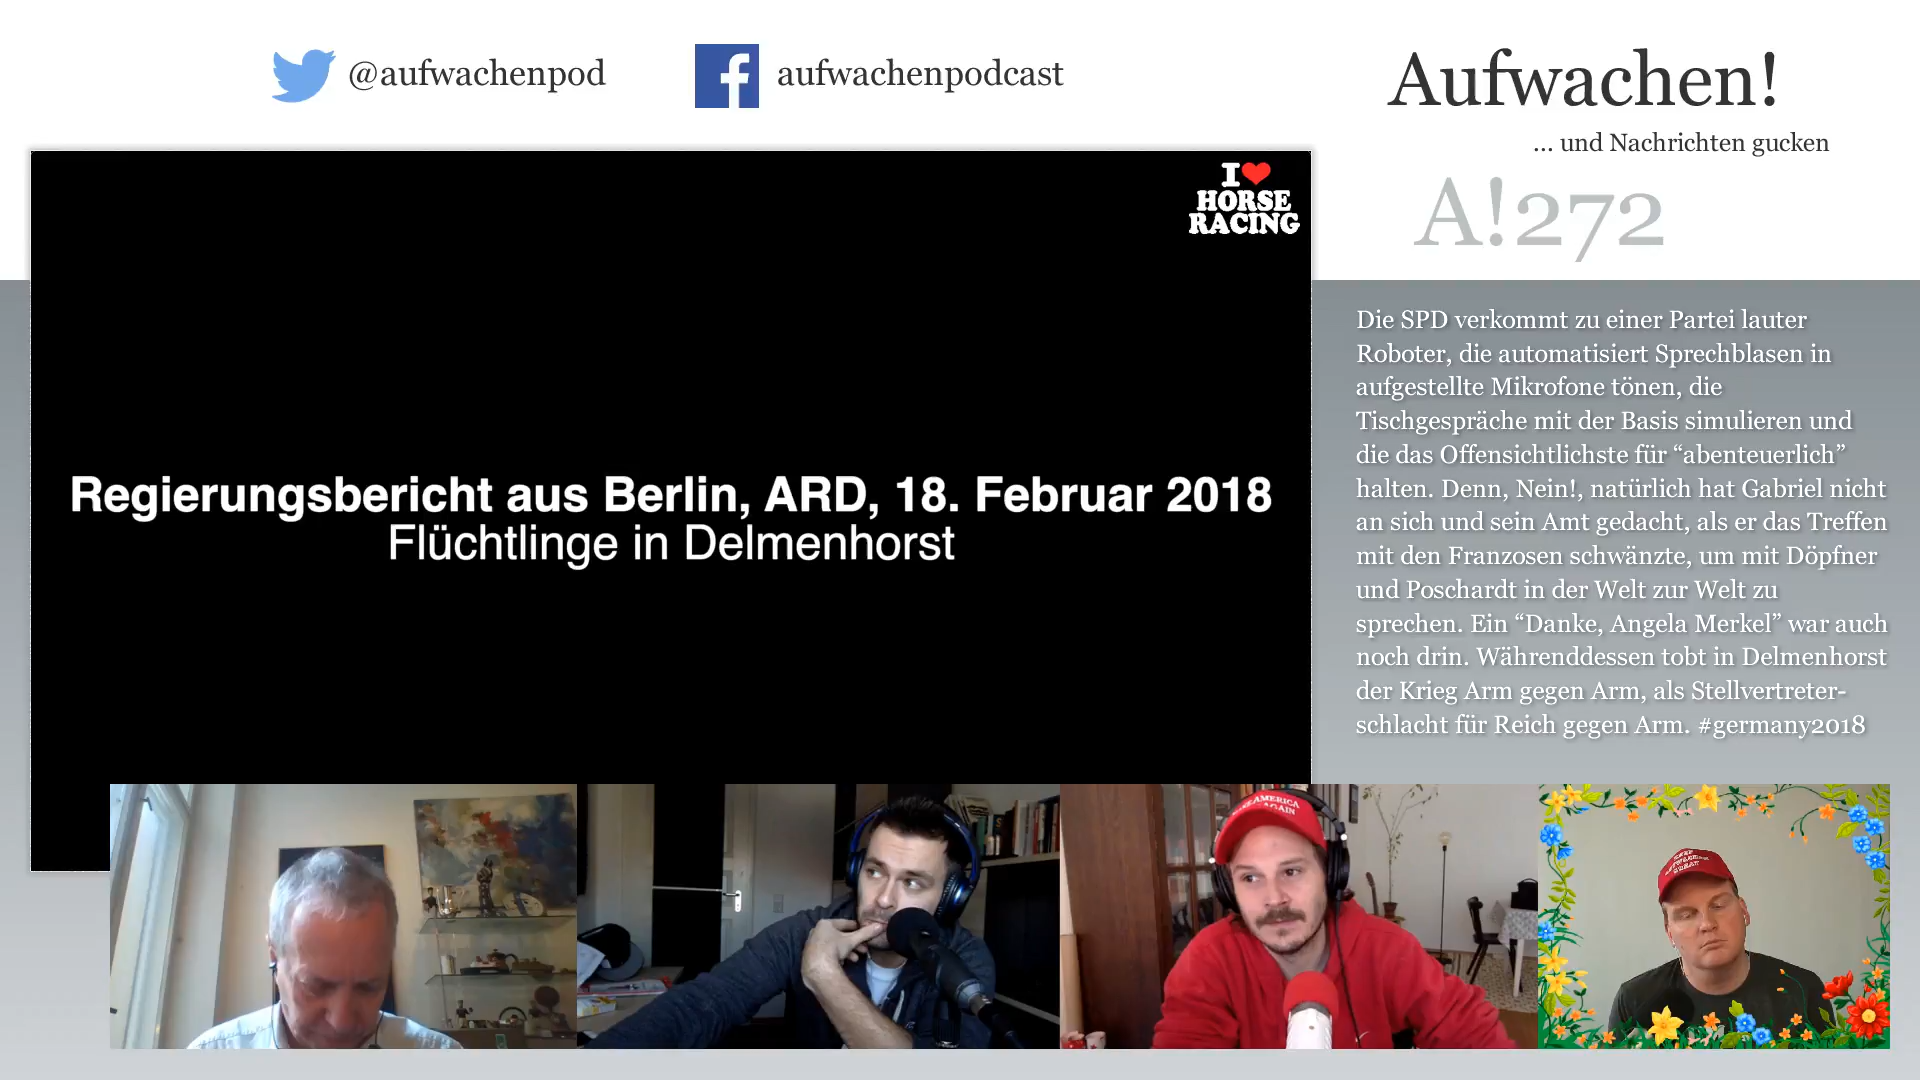 @aufwachenpod
aufwachenpodcast
Aufwachen!
... und Nachrichten gucken
A!272
I
HORSE
RACING
Regierungsbericht aus Berlin, ARD, 18. Februar 2018
Flüchtlinge in Delmenhorst
Die SPD verkommt zu einer Partei lauter
Roboter, die automatisiert Sprechblasen in
aufgestellte Mikrofone tönen, die
Tischgespräche mit der Basis simulieren und
die das Offensichtlichste für “abenteuerlich”
halten. Denn, Nein!, natürlich hat Gabriel nicht
an sich und sein Amt gedacht, als er das Treffen
mit den Franzosen schwänzte, um mit Döpfner
und Poschardt in der Welt zur Welt zu
sprechen. Ein “Danke, Angela Merkel” war auch
noch drin. Währenddessen tobt in Delmenhorst
der Krieg Arm gegen Arm, als Stellvertreter-
schlacht für Reich gegen Arm. #germany2018
AMERICA